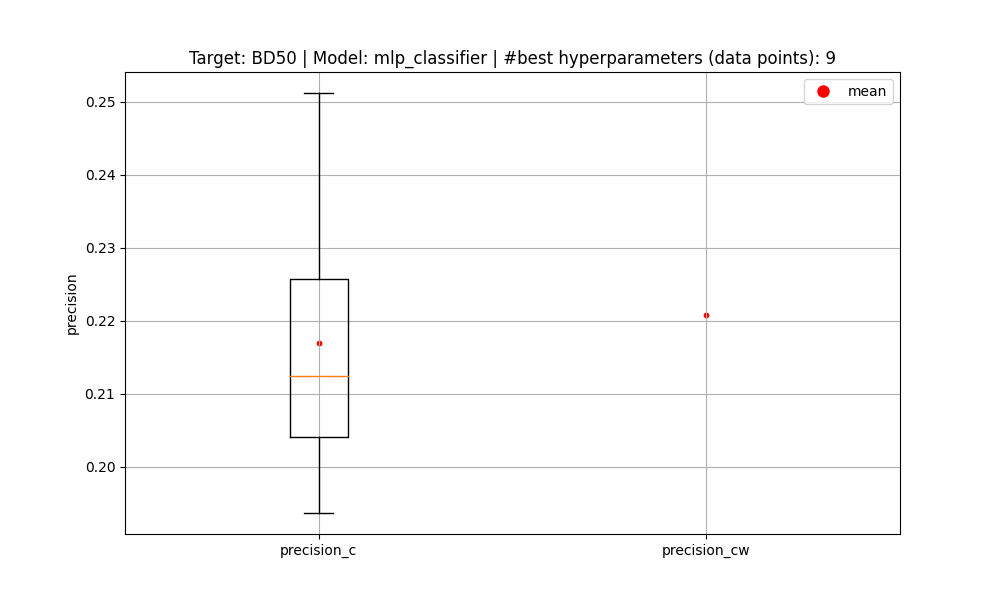 Target: BD50 | Model: mlp_classifier | #best hyperparameters (data points): 9
mean
0.25
0.24
0.23
0.22
0.21
0.20
precision
precision_c
precision_cw